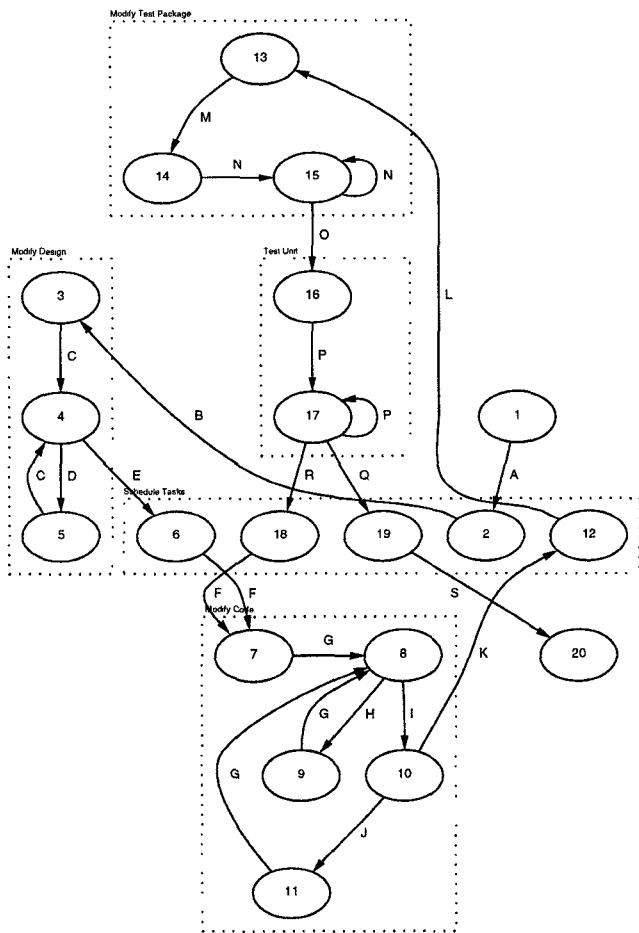 Modify Test Package
13
M
14
N
15
N
O
Modify Design
Test Unit
3
16
L
C
P
B
4
17
P
1
C
D
E
R
Q
A
Schedule Tasks
5
6
18
19
2
12
F
F
S
Modify Code
7
G
8
20
K
G
H
I
G
9
10
J
11